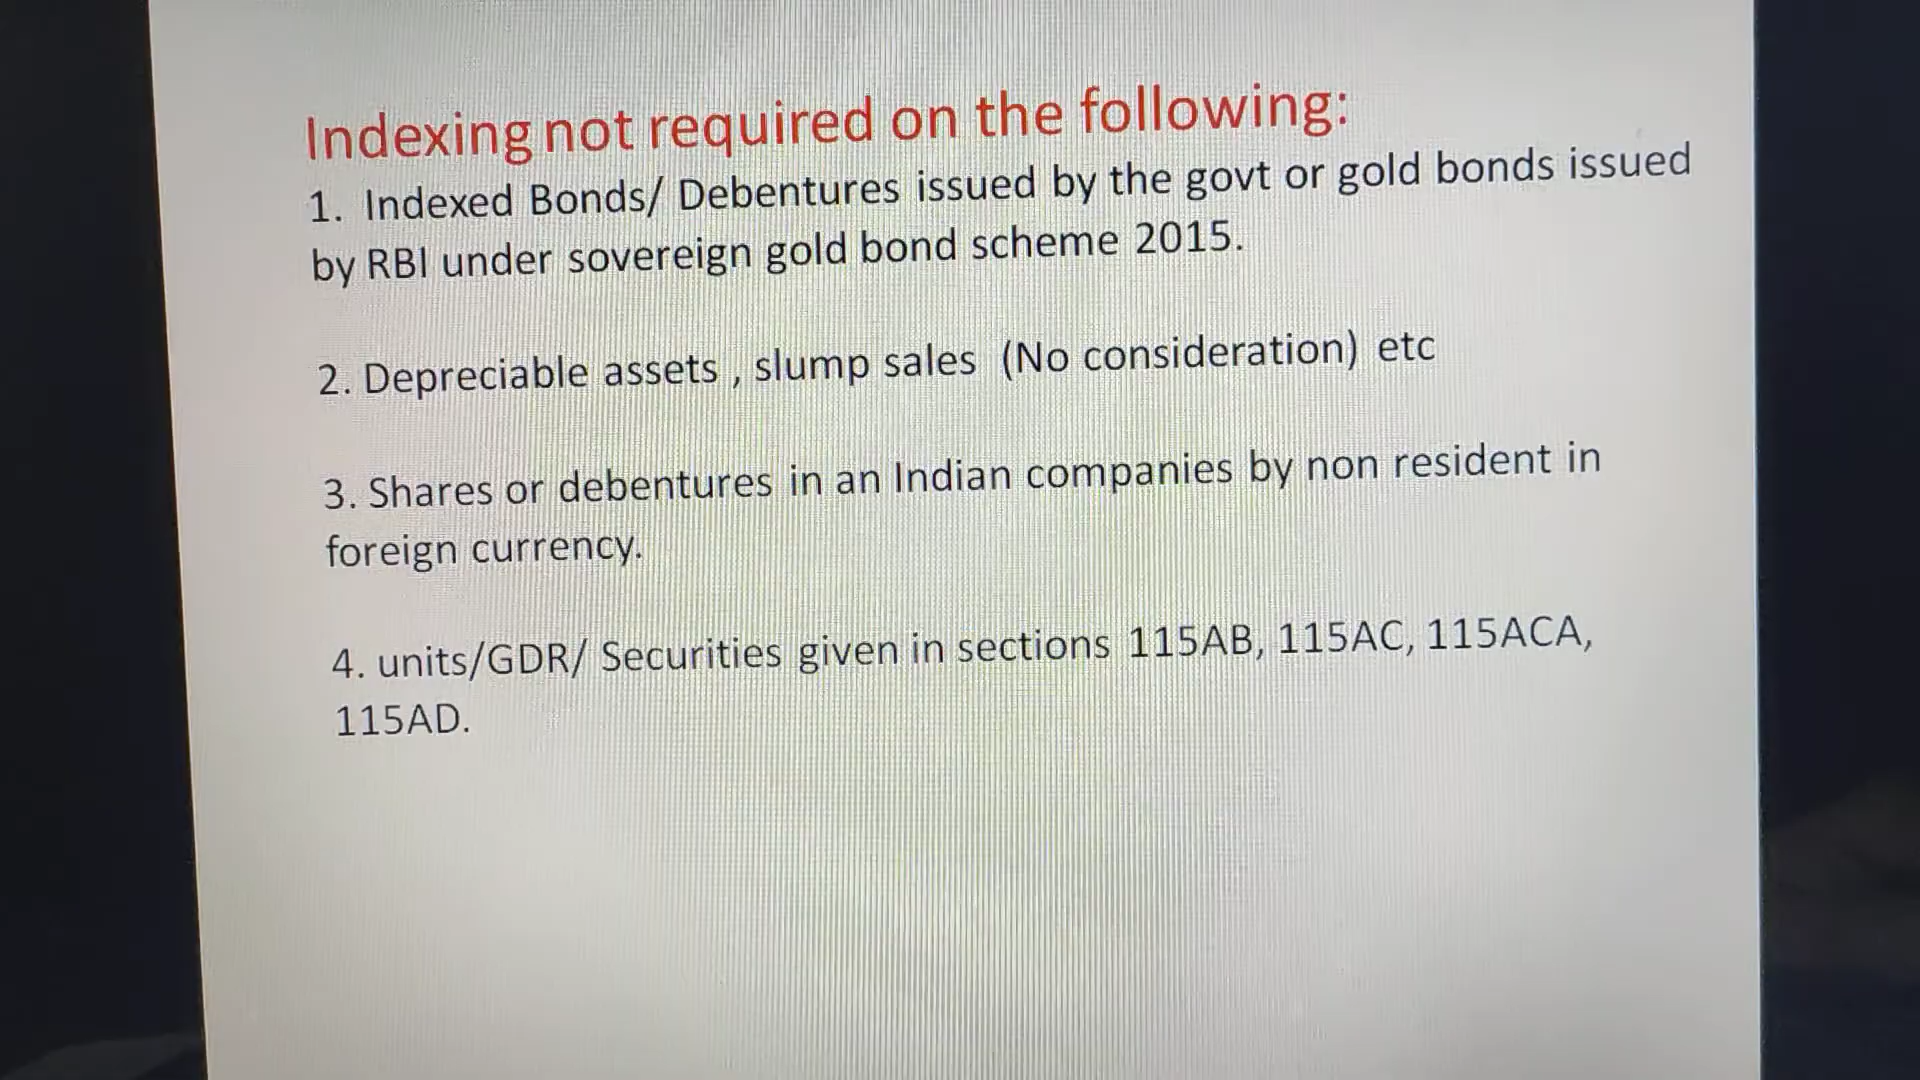 Indexing not required on the following:
1. Indexed Bonds/ Debentures issued by the govt or gold bonds issued
by RBI under sovereign gold bond scheme 2015.
2. Depreciable assets , slump sales (No consideration) etc
3. Shares or debentures in an Indian companies by non resident in
foreign currency.
4. units/GDR/ Securities given in sections 115AB, 115AC, 115ACA,
115AD.